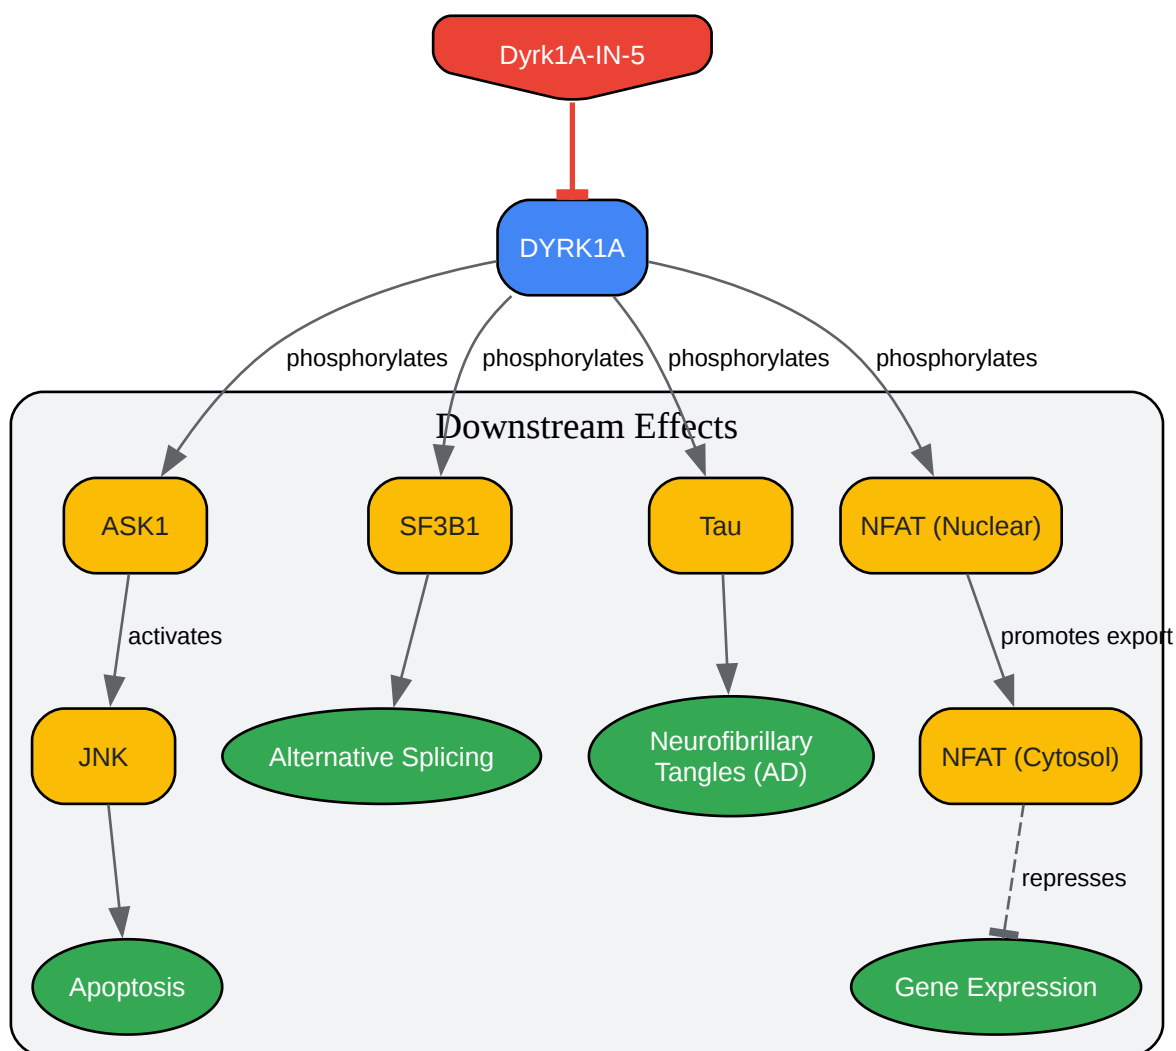 Dyrk1A-IN-5
DYRK1A
phosphorylates
phosphorylates
phosphorylates
phosphorylates
Downstream Effects
ASK1
SF3B1
Tau
NFAT (Nuclear)
activates
promotes export
JNK
Alternative Splicing
Neurofibrillary
Tangles (AD)
NFAT (Cytosol)
represses
Apoptosis
Gene Expression